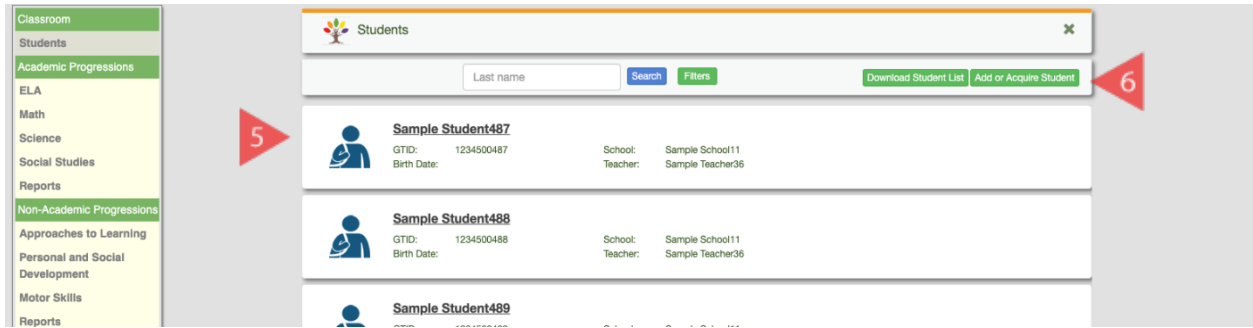 Classroom
Students
Academic Progressions
ELA
Math
Science
Social Studies
Reports
Non-Academic Progressions
Approaches to Learning
Personal and Social
Development
Motor Skills
Reports
Students
Last name Search Filters Download Student List Add or Acquire Student
6
5
Sample Student487
GTID: 1234500487 School: Sample School11
Birth Date: Teacher: Sample Teacher36
Sample Student488
GTID: 1234500488 School: Sample School11
Birth Date: Teacher: Sample Teacher36
Sample Student489